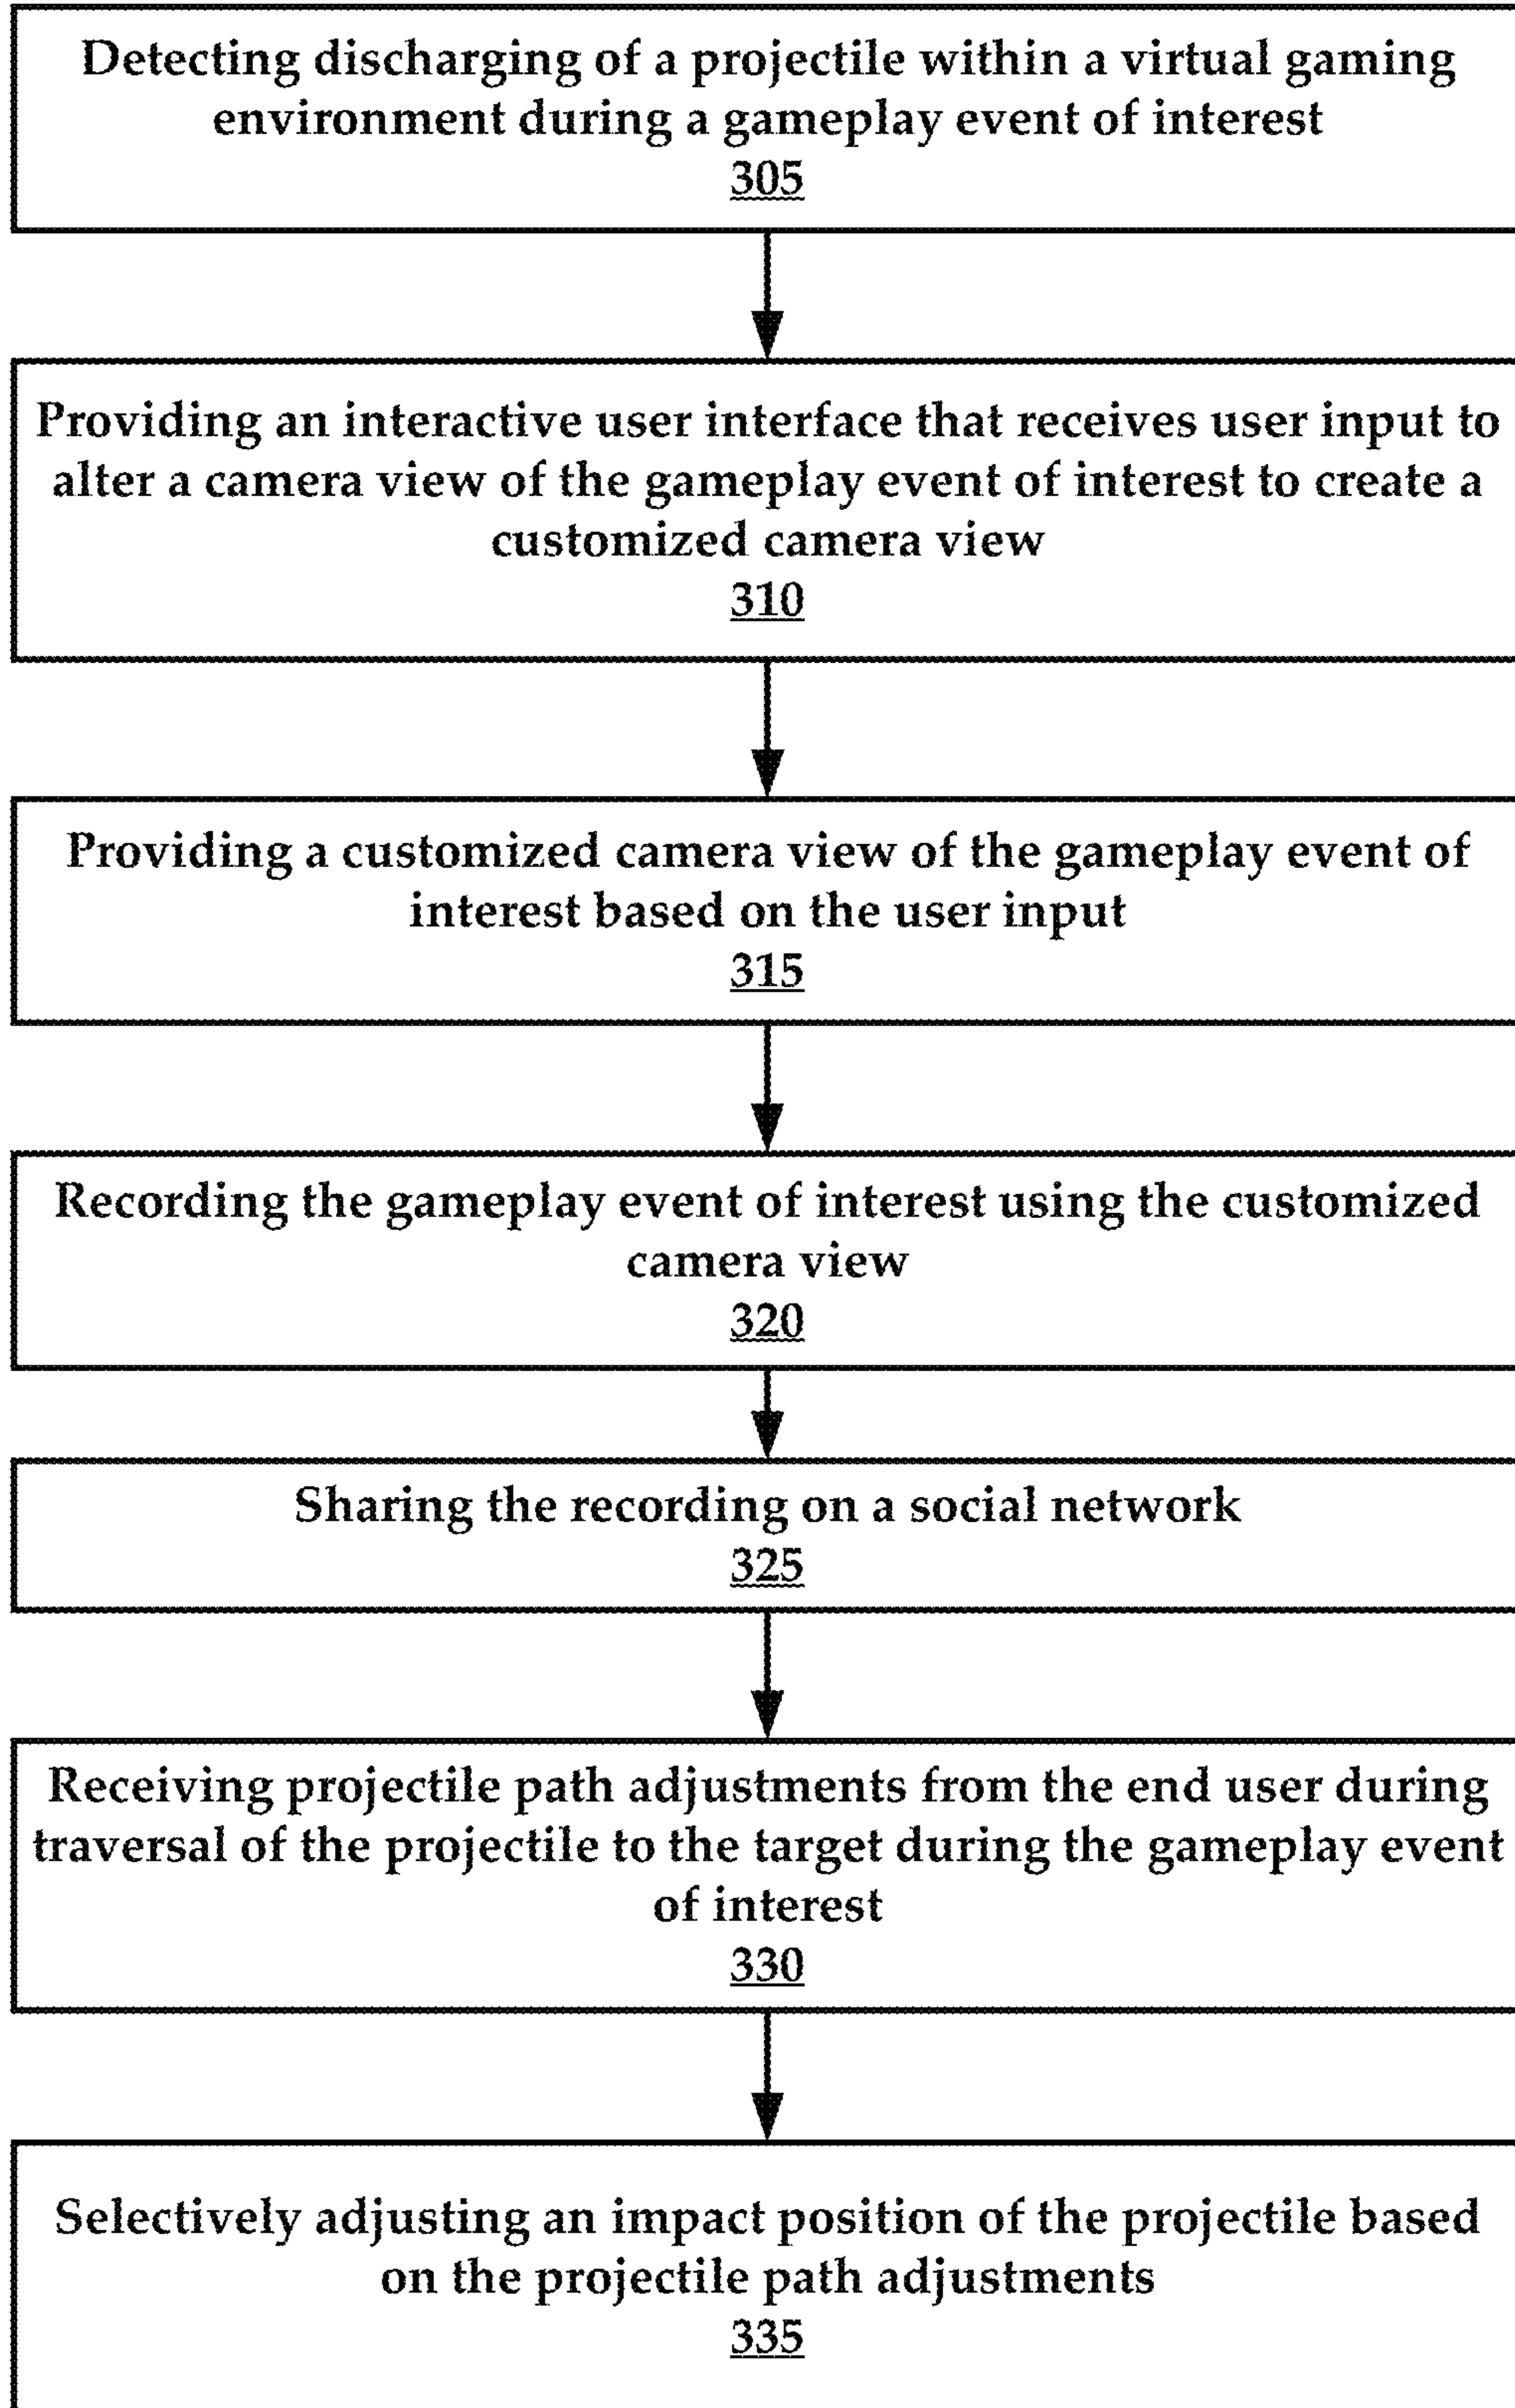 Detecting discharging of a projectile within a virtual gaming
environment during a gameplay event of interest
305
Providing an interactive user interface that receives user input to
alter a camera view of the gameplay event of interest to create a
customized camera view
310
Providing a customized camera view of the gameplay event of
interest based on the user input
315
Recording the gameplay event of interest using the customized
camera view
320
Sharing the recording on a social network
325
Receiving projectile path adjustments from the end user during
traversal of the projectile to the target during the gameplay event
of interest
330
Selectively adjusting an impact position of the projectile based
on the projectile path adjustments
335